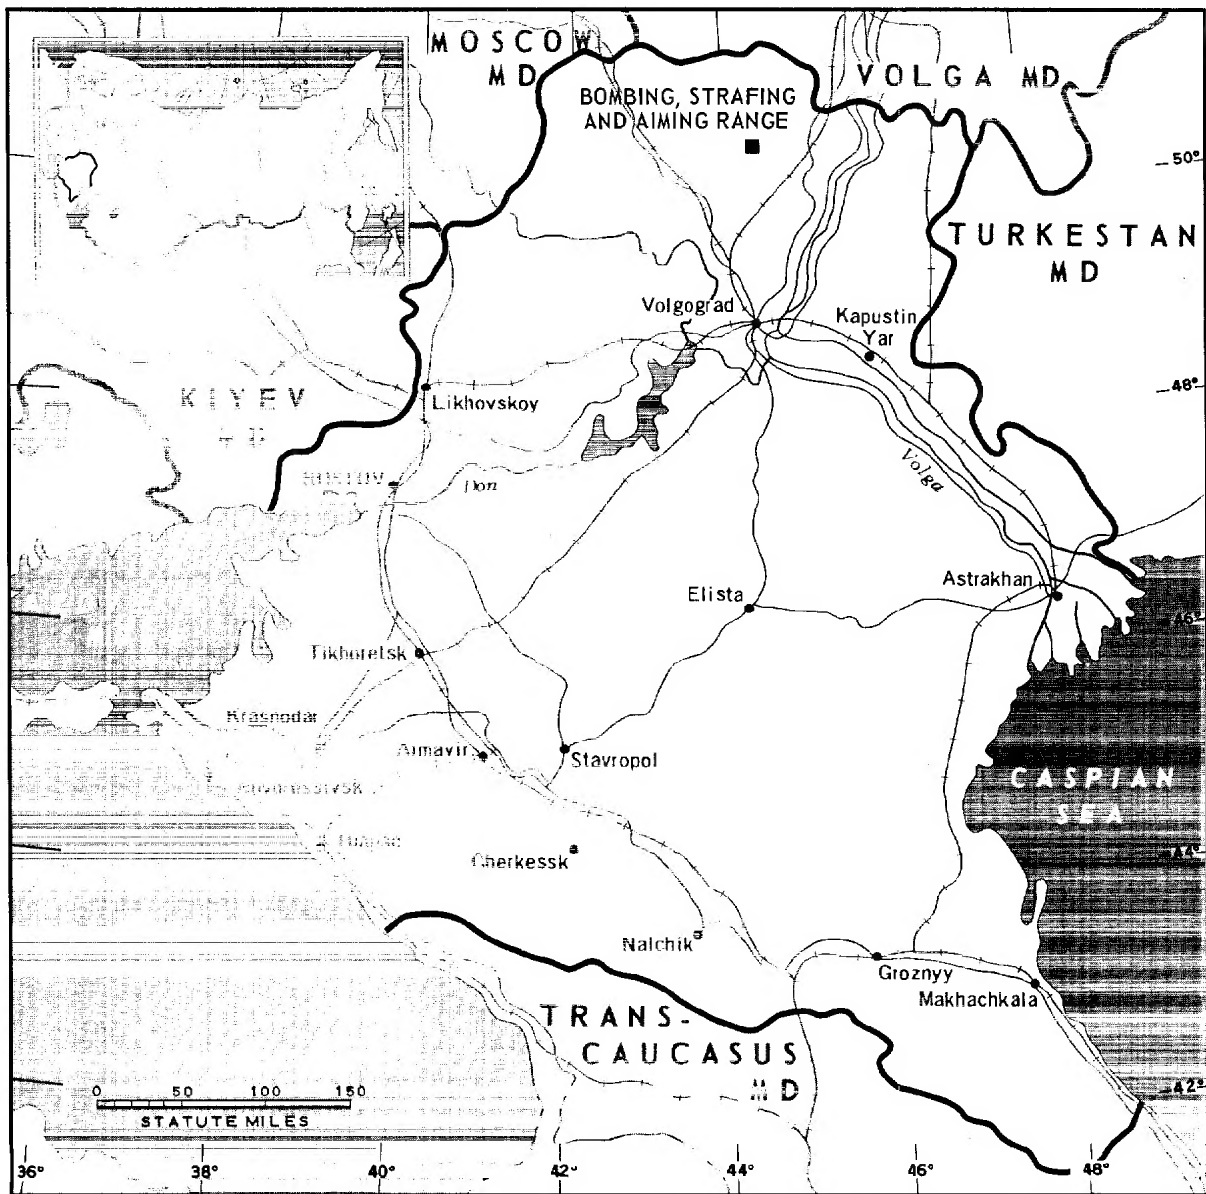 MOSCOW
MD
VOLGA MD
BOMBING, STRAFING
AND AIMING RANGE
50°
TURKESTAN
MD
Volgograd
Kapustin
Yar
48°
KIYEV
Likhovskoy
Don
Volga
Astrakhan
Elista
46°
Tikhoretsk
Krasnodar
Armavir
Stavropol
CASPIAN
SEA
Cherkessk
44°
Nalchik
Groznyy
Makhachkala
TRANS-
CAUCASUS
MD
42°
0 50 100 150
STATUTE MILES
36° 38° 40° 42° 44° 46° 48°